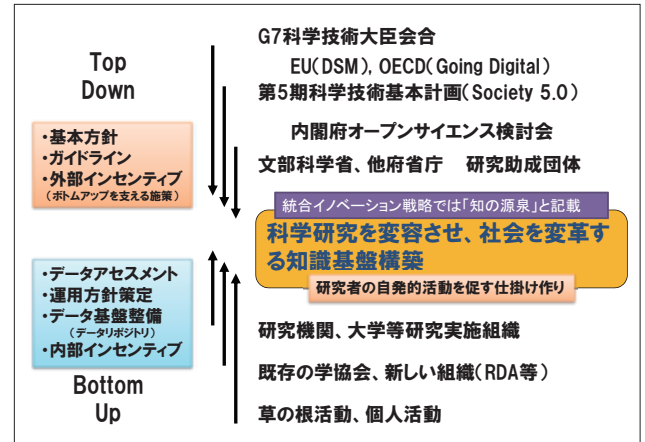 Top
Down
・基本方針
・ガイドライン
・外部インセンティブ
(ボトムアップを支える施策)
G7科学技術大臣会合
EU(DSM), OECD(Going Digital)
第5期科学技術基本計画(Society 5.0)
内閣府オープンサイエンス検討会
文部科学省、他府省庁　研究助成団体
統合イノベーション戦略では「知の源泉」と記載
科学研究を変容させ、社会を変革す
る知識基盤構築
研究者の自発的活動を促す仕掛け作り
・データアセスメント
・運用方針策定
・データ基盤整備
(データリポジトリ)
・内部インセンティブ
Bottom
Up
研究機関、大学等研究実施組織
既存の学協会、新しい組織(RDA等)
草の根活動、個人活動